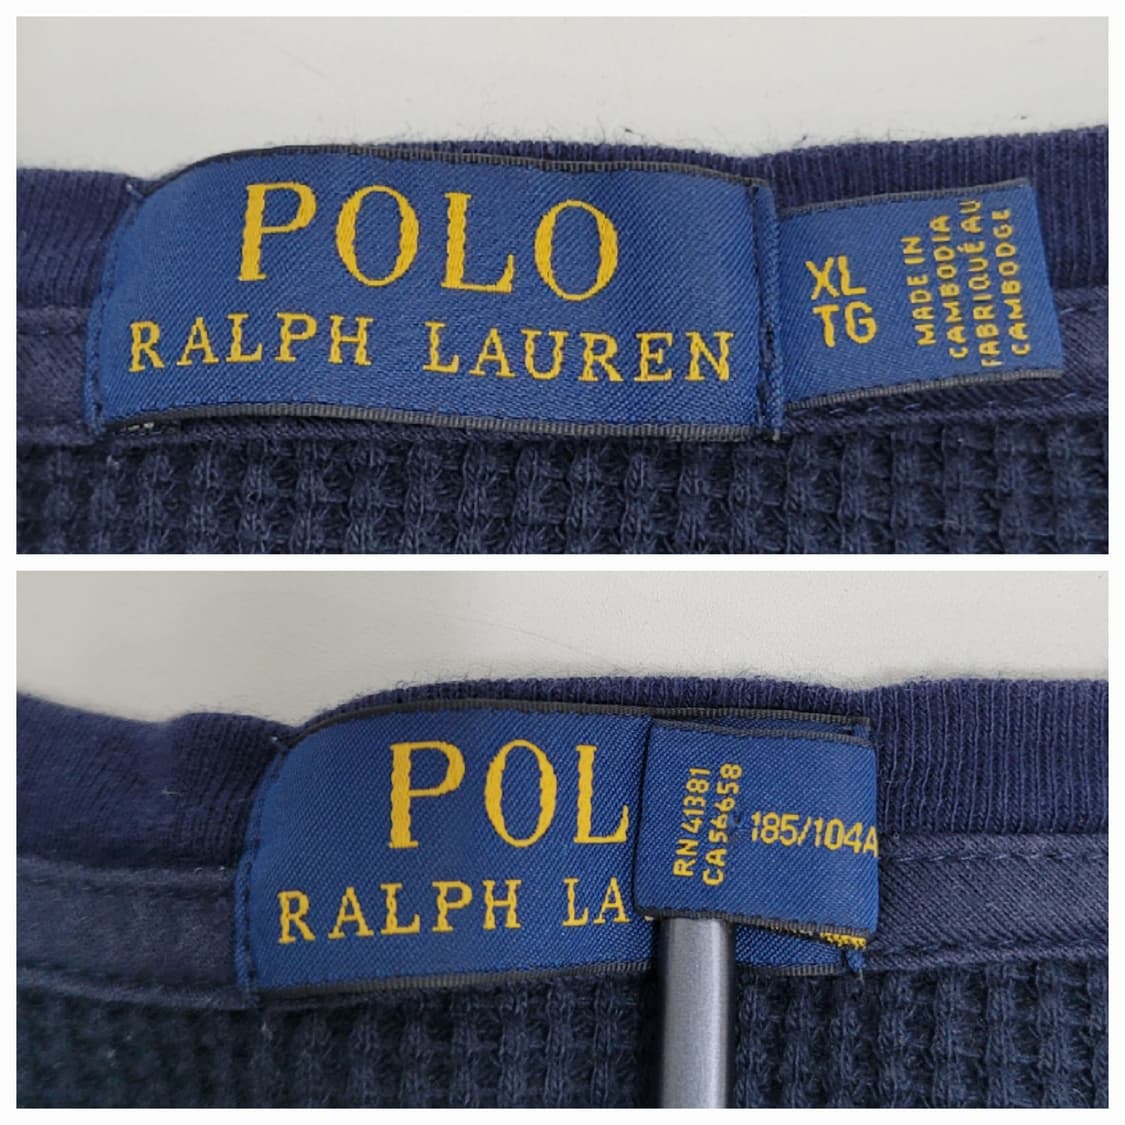 POLO
RALPH LAUREN
XL
TG
MADE IN
CAMBODIA
FABRIQUÉ AU
CAMBODGE
POL
RALPH LA
RN 41381
CA56658
185/104A